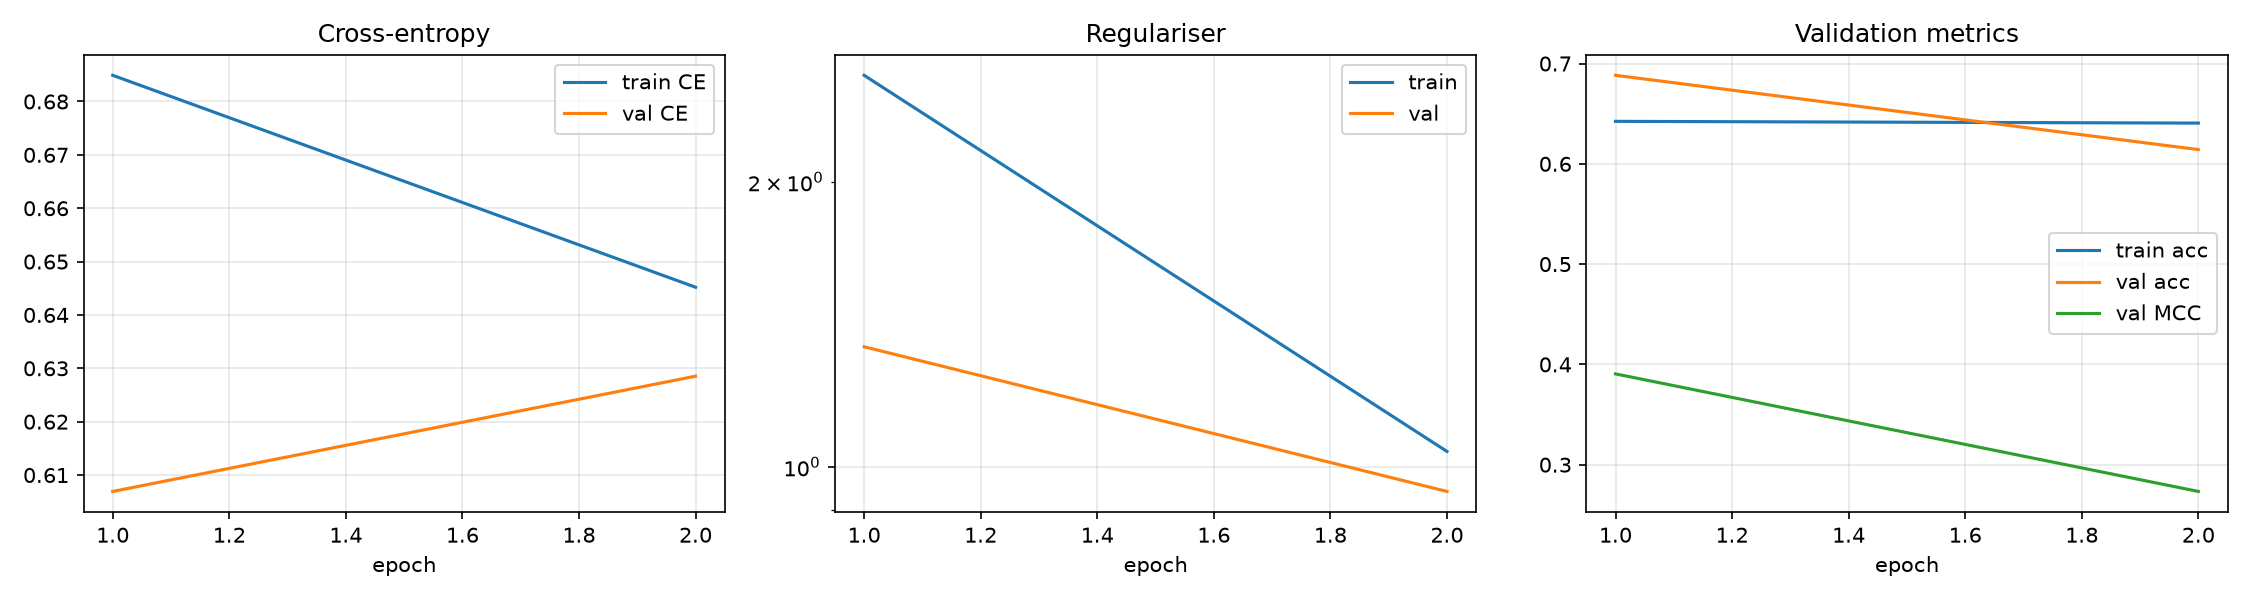 Cross-entropy
train CE
val CE
0.68
0.67
0.66
0.65
0.64
0.63
0.62
0.61
1.0 1.2 1.4 1.6 1.8 2.0
epoch
Regulariser
train
val
2 × 10⁰
10⁰
1.0 1.2 1.4 1.6 1.8 2.0
epoch
Validation metrics
0.7
0.6
0.5
0.4
0.3
train acc
val acc
val MCC
1.0 1.2 1.4 1.6 1.8 2.0
epoch